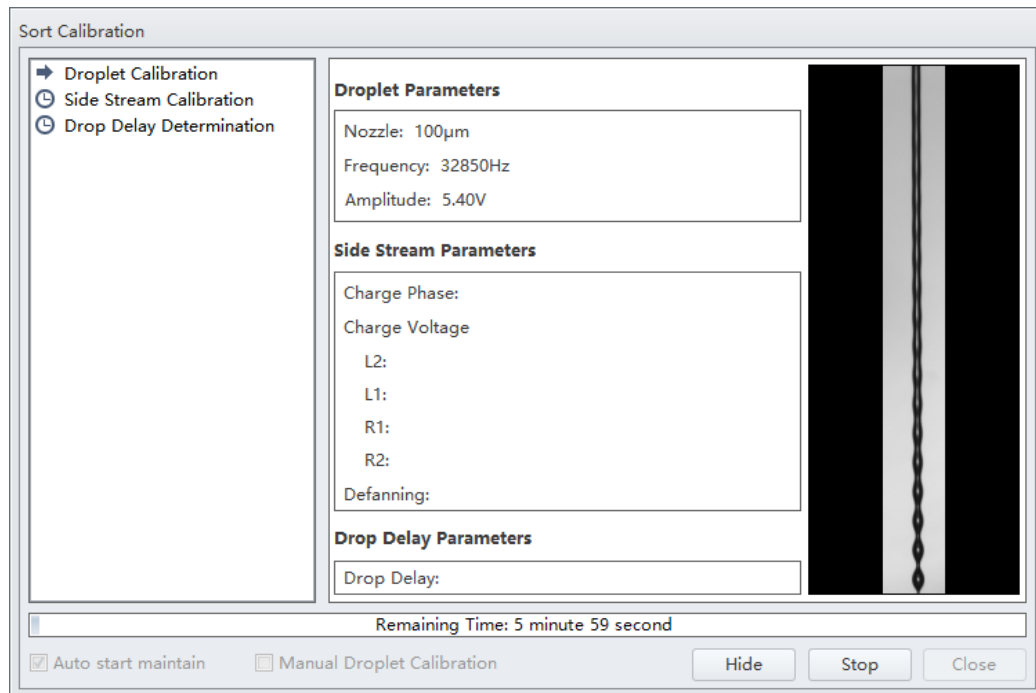 Sort Calibration
Droplet Calibration
Side Stream Calibration
Drop Delay Determination
Droplet Parameters
Nozzle: 100μm
Frequency: 32850Hz
Amplitude: 5.40V
Side Stream Parameters
Charge Phase:
Charge Voltage
L2:
L1:
R1:
R2:
Defanning:
Drop Delay Parameters
Drop Delay:
Remaining Time: 5 minute 59 second
Auto start maintain
Manual Droplet Calibration
Hide
Stop
Close